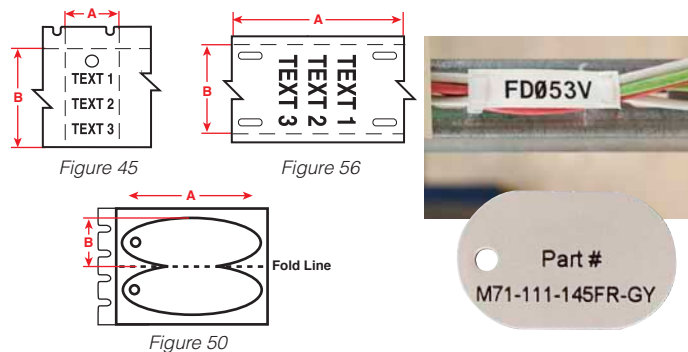 A
B
TEXT 1
TEXT 2
TEXT 3
Figure 45
A
B
TEXT 1
TEXT 2
TEXT 3
Figure 56
FDØ53V
A
B
Fold Line
Figure 50
Part #
M71-111-145FR-GY